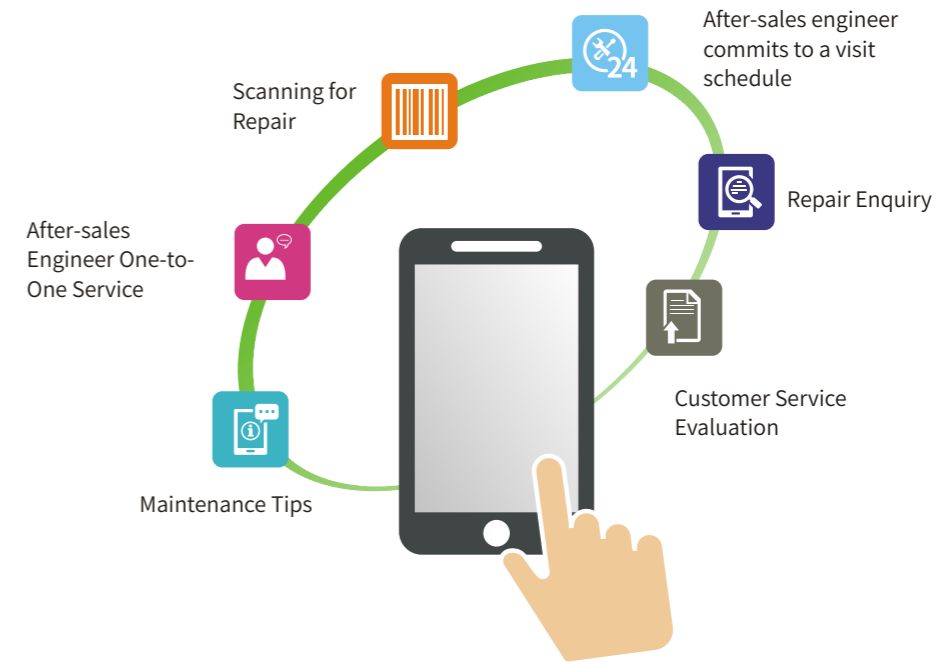 After-sales engineer
commits to a visit
schedule
24
Scanning for
Repair
Repair Enquiry
After-sales
Engineer One-to-
One Service
Customer Service
Evaluation
Maintenance Tips